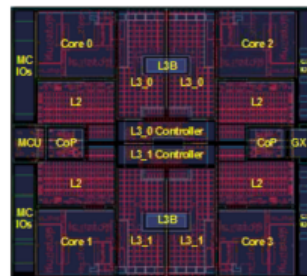 Core 0
Core 2
MC
IOs
L3B
L3_0
L3_0
L2
L2
L3_0 Controller
MCU
CoP
CoP
GX
L3_1 Controller
L2
L2
MC
IOs
L3B
Core 1
L3_1
L3_1
Core 3